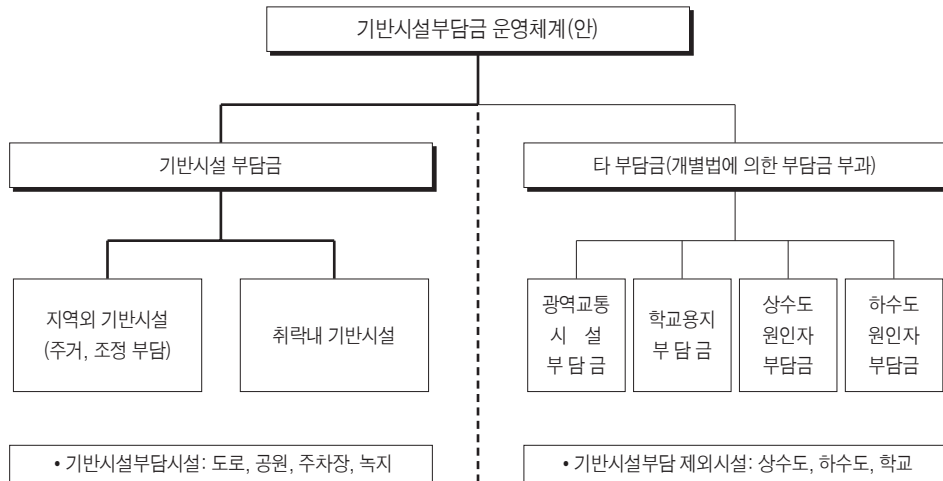 기반시설부담금 운영체계(안)
기반시설 부담금
타 부담금(개별법에 의한 부담금 부과)
지역외 기반시설
(주거, 조정 부담)
취락내 기반시설
광역교통
시 설
부 담 금
학교용지
부 담 금
상수도
원인자
부담금
하수도
원인자
부담금
• 기반시설부담시설: 도로, 공원, 주차장, 녹지
• 기반시설부담 제외시설: 상수도, 하수도, 학교